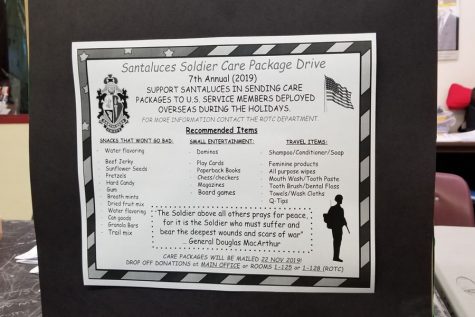 Santaluces Soldier Care Package Drive
7th Annual (2019)
SUPPORT SANTALUCES IN SENDING CARE
PACKAGES TO U.S. SERVICE MEMBERS DEPLOYED
OVERSEAS DURING THE HOLIDAYS.
FOR MORE INFORMATION CONTACT THE ROTC DEPARTMENT.
Recommended Items
SNACKS THAT WON'T GO BAD:
Water flavoring
Beef Jerky
Sunflower Seeds
Pretzels
Hard Candy
Gum
Breath mints
Dried fruit mix
Water flavoring
Can goods
Granola Bars
Trail mix
SMALL ENTERTAINMENT:
Dominos
Play Cards
Paperback Books
Chess/checkers
Magazines
Board games
TRAVEL ITEMS:
Shampoo/Conditioner/Soap
Feminine products
All purpose wipes
Mouth Wash/Tooth Paste
Tooth Brush/Dental Floss
Towels/Wash Cloths
Q-Tips
"The Soldier above all others prays for peace,
for it is the Soldier who must suffer and
bear the deepest wounds and scars of war"
... General Douglas MacArthur
CARE PACKAGES WILL BE MAILED 22 NOV 2019!
DROP OFF DONATIONS at MAIN OFFICE or ROOMS 1-125 or 1-128 (ROTC)